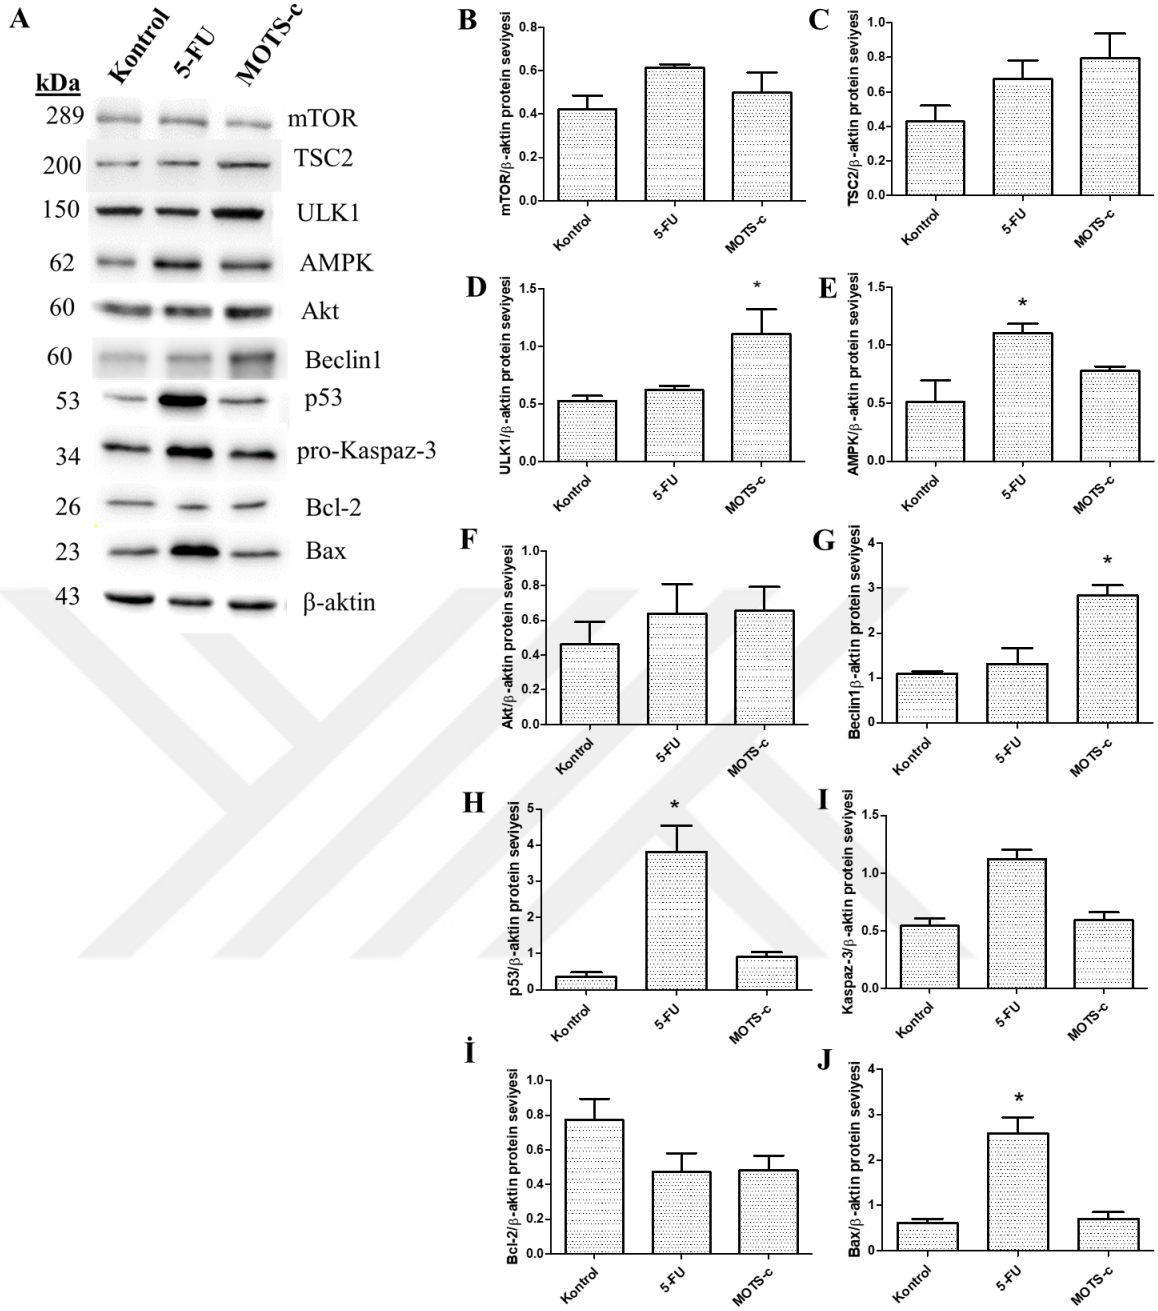 A
Kontrol
5-FU
MOTS-c
kDa
289
mTOR
200
TSC2
150
ULK1
62
AMPK
60
Akt
60
Beclin1
53
p53
34
pro-Kaspaz-3
26
Bcl-2
23
Bax
43
β-aktin
B
mTOR/β-aktin protein seviyesi
0.8
0.6
0.4
0.2
0.0
Kontrol
5-FU
MOTS-c
C
TSC2/β-aktin protein seviyesi
1.0
0.8
0.6
0.4
0.2
0.0
Kontrol
5-FU
MOTS-c
D
ULK1/β-aktin protein seviyesi
1.5
1.0
0.5
0.0
*
Kontrol
5-FU
MOTS-c
E
AMPK/β-aktin protein seviyesi
1.5
1.0
0.5
0.0
*
Kontrol
5-FU
MOTS-c
F
Akt/β-aktin protein seviyesi
1.0
0.8
0.6
0.4
0.2
0.0
Kontrol
5-FU
MOTS-c
G
Beclin1β-aktin protein seviyesi
4
3
2
1
0
*
Kontrol
5-FU
MOTS-c
H
p53/β-aktin protein seviyesi
5
4
3
2
1
0
*
Kontrol
5-FU
MOTS-c
I
Kaspaz-3/β-aktin protein seviyesi
1.5
1.0
0.5
0.0
Kontrol
5-FU
MOTS-c
İ
Bcl-2/β-aktin protein seviyesi
1.0
0.8
0.6
0.4
0.2
0.0
Kontrol
5-FU
MOTS-c
J
Bax/β-aktin protein seviyesi
4
3
2
1
0
*
Kontrol
5-FU
MOTS-c